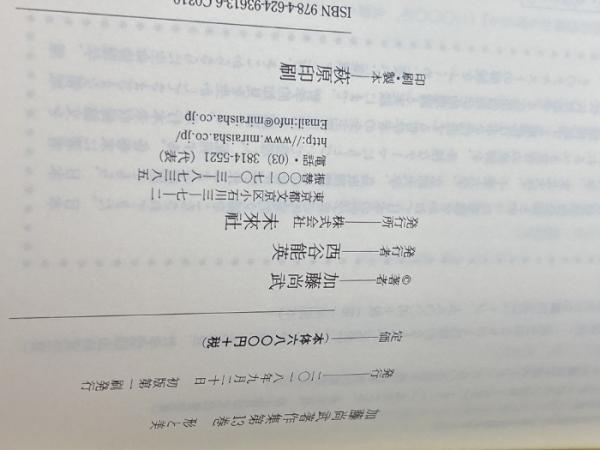 加藤尚武著作集第13巻 形と美
発行——二〇一八年九月二十日 初版第一刷発行
定価——(本体六八〇〇円+税)
©著者——加藤尚武
発行者——西谷能英
発行所——株式会社 未來社
東京都文京区小石川三—七—二
振替〇〇一七〇—三—八七三八五
電話・(03) 3814-5521 (代表)
http://www.miraisha.co.jp/
Email:info@miraisha.co.jp
印刷・製本——萩原印刷
ISBN 978-4-624-93613-6 C0310